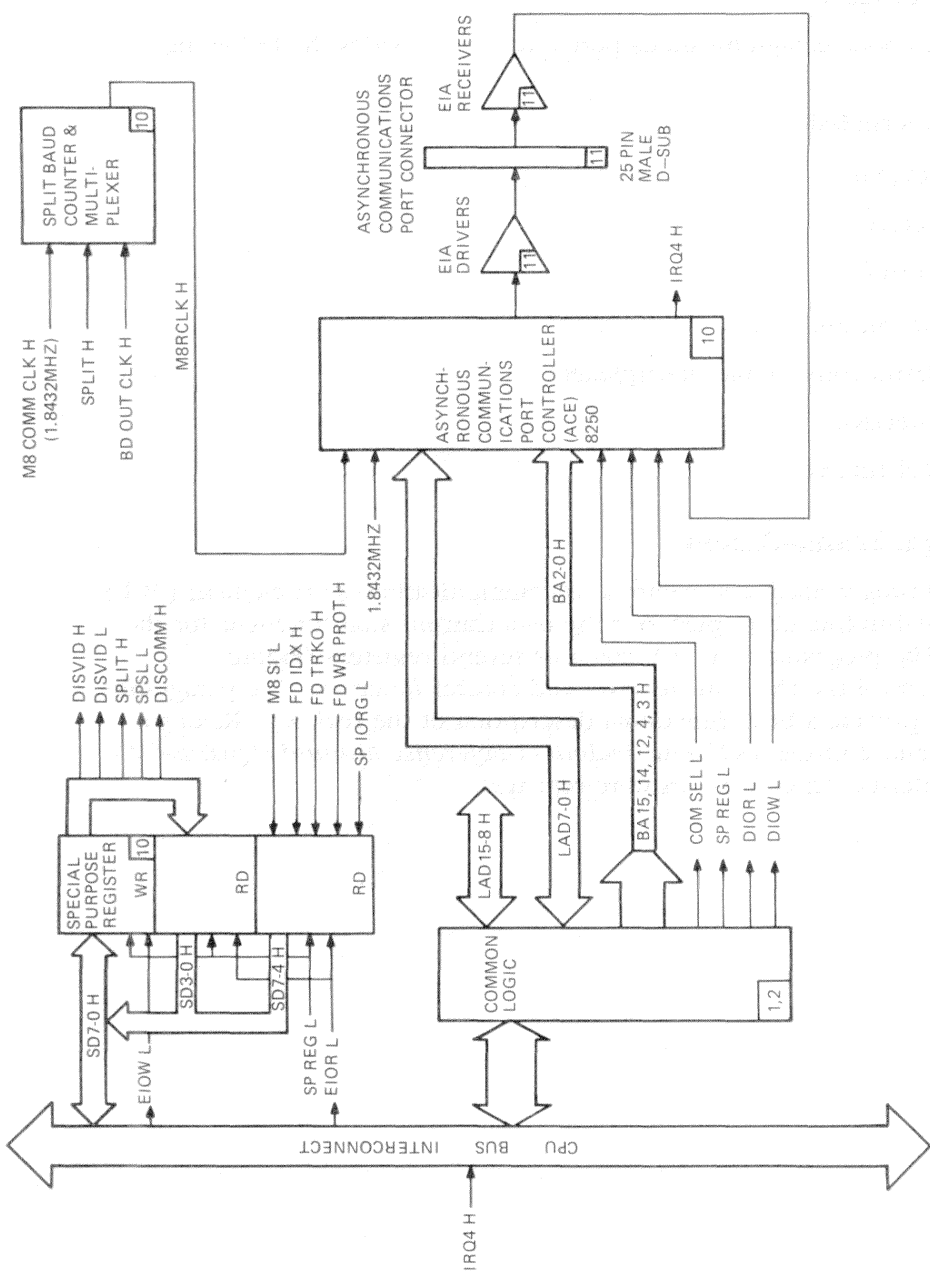 M8 COMM CLK H
(1.8432MHZ)
SPLIT H
BD OUT CLK H
SPLIT BAUD
COUNTER &
MULTI-
PLEXER
10
M8RCLK H
ASYNCHRONOUS
COMMUNICATIONS
PORT CONNECTOR
EIA
DRIVERS
11
11
25 PIN
MALE
D-SUB
EIA
RECEIVERS
11
IRQ4 H
ASYNCH-
RONOUS
COMMUN-
ICATIONS
PORT
CONTROLLER
(ACE)
8250
10
1.8432MHZ
BA2-0 H
DISVID H
DISVID L
SPLIT H
SPSL L
DISCOMM H
M8 SI L
FD IDX H
FD TRKO H
FD WR PROT H
SP IORG L
SPECIAL
PURPOSE
REGISTER
10
WR
RD
RD
SD7-0 H
SD3-0 H
SD7-4 H
EIOW L
SP REG L
EIOR L
LAD15-8 H
LAD7-0 H
BA15, 14, 12, 4, 3 H
COM SEL L
SP REG L
DIOR L
DIOW L
COMMON
LOGIC
1,2
CPU BUS INTERCONNECT
IRQ4 H